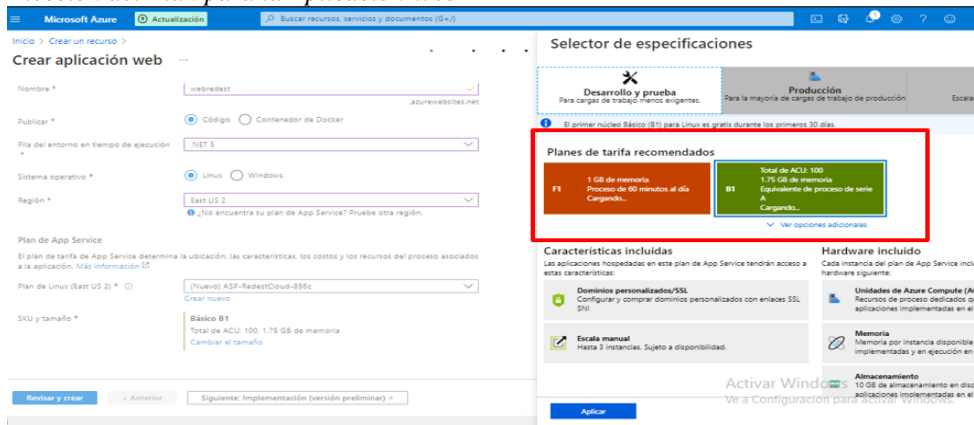 Microsoft Azure
Actualización
Buscar recursos, servicios y documentos (G+/)
Inicio > Crear un recurso >
Crear aplicación web ...
Nombre *
webredest
.azurewebsites.net
Publicar *
Código
Contenedor de Docker
Pila del entorno en tiempo de ejecución
*
.NET 5
Sistema operativo *
Linux
Windows
Región *
East US 2
¿No encuentra su plan de App Service? Pruebe otra región.
Plan de App Service
El plan de tarifa de App Service determina la ubicación, las características, los costos y los recursos del proceso asociados
a la aplicación. Más información
Plan de Linux (East US 2) *
(Nuevo) ASP-RedestCloud-856c
Crear nuevo
SKU y tamaño *
Básico B1
Total de ACU: 100, 1.75 GB de memoria
Cambiar el tamaño
Revisar y crear
< Anterior
Siguiente: Implementación (versión preliminar) >
Selector de especificaciones
Desarrollo y prueba
Para cargas de trabajo menos exigentes.
Producción
Para la mayoría de cargas de trabajo de producción
Escala
El primer núcleo Básico (B1) para Linux es gratis durante los primeros 30 días.
Planes de tarifa recomendados
F1
1 GB de memoria
Proceso de 60 minutos al día
Cargando...
B1
Total de ACU: 100
1.75 GB de memoria
Equivalente de proceso de serie
A
Cargando...
Ver opciones adicionales
Características incluidas
Las aplicaciones hospedadas en este plan de App Service tendrán acceso a
estas características:
Dominios personalizados/SSL
Configurar y comprar dominios personalizados con enlaces SSL
SNI
Escala manual
Hasta 3 instancias. Sujeto a disponibilidad.
Hardware incluido
Cada instancia del plan de App Service inclu
hardware siguiente:
Unidades de Azure Compute (A
Recursos de proceso dedicados
aplicaciones implementadas en el
Memoria
Memoria por instancia disponible
implementadas y en ejecución en
Almacenamiento
10 GB de almacenamiento en disc
aplicaciones implementadas en el
Activar Windows
Ve a Configuración para activar Windows.
Aplicar